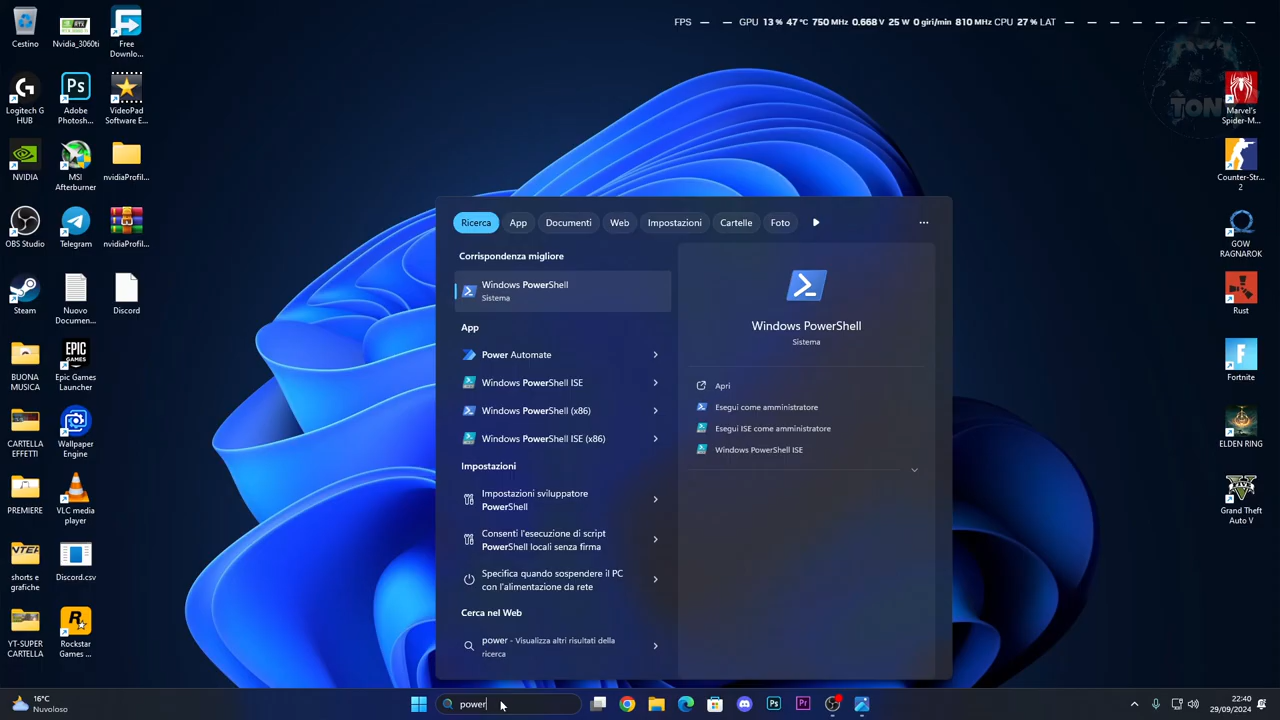 FPS — — GPU 13 % 47 °C 750 MHz 0.668 V 25 W 0 giri/min 810 MHz CPU 27 % LAT — — — — — — — —
Cestino
Nvidia_3060ti
Free
Downlo...
Logitech G
HUB
Adobe
Photosh...
VideoPad
Software E...
NVIDIA
MSI
Afterburner
nvidiaProfil...
OBS Studio
Telegram
nvidiaProfil...
Steam
Nuovo
Documen...
Discord
BUONA
MUSICA
Epic Games
Launcher
CARTELLA
EFFETTI
Wallpaper
Engine
PREMIERE
VLC media
player
shorts e
grafiche
Discord.csv
YT-SUPER
CARTELLA
Rockstar
Games ...
Ricerca
App
Documenti
Web
Impostazioni
Cartelle
Foto
Corrispondenza migliore
Windows PowerShell
Sistema
App
Power Automate
Windows PowerShell ISE
Windows PowerShell (x86)
Windows PowerShell ISE (x86)
Impostazioni
Impostazioni sviluppatore
PowerShell
Consenti l'esecuzione di script
PowerShell locali senza firma
Specifica quando sospendere il PC
con l'alimentazione da rete
Cerca nel Web
power - Visualizza altri risultati della
ricerca
Windows PowerShell
Sistema
Apri
Esegui come amministratore
Esegui ISE come amministratore
Windows PowerShell ISE
Marvel's
Spider-M...
Counter-Str...
2
GOW
RAGNAROK
Rust
Fortnite
ELDEN RING
Grand Theft
Auto V
16°C
Nuvoloso
power
22:40
29/09/2024